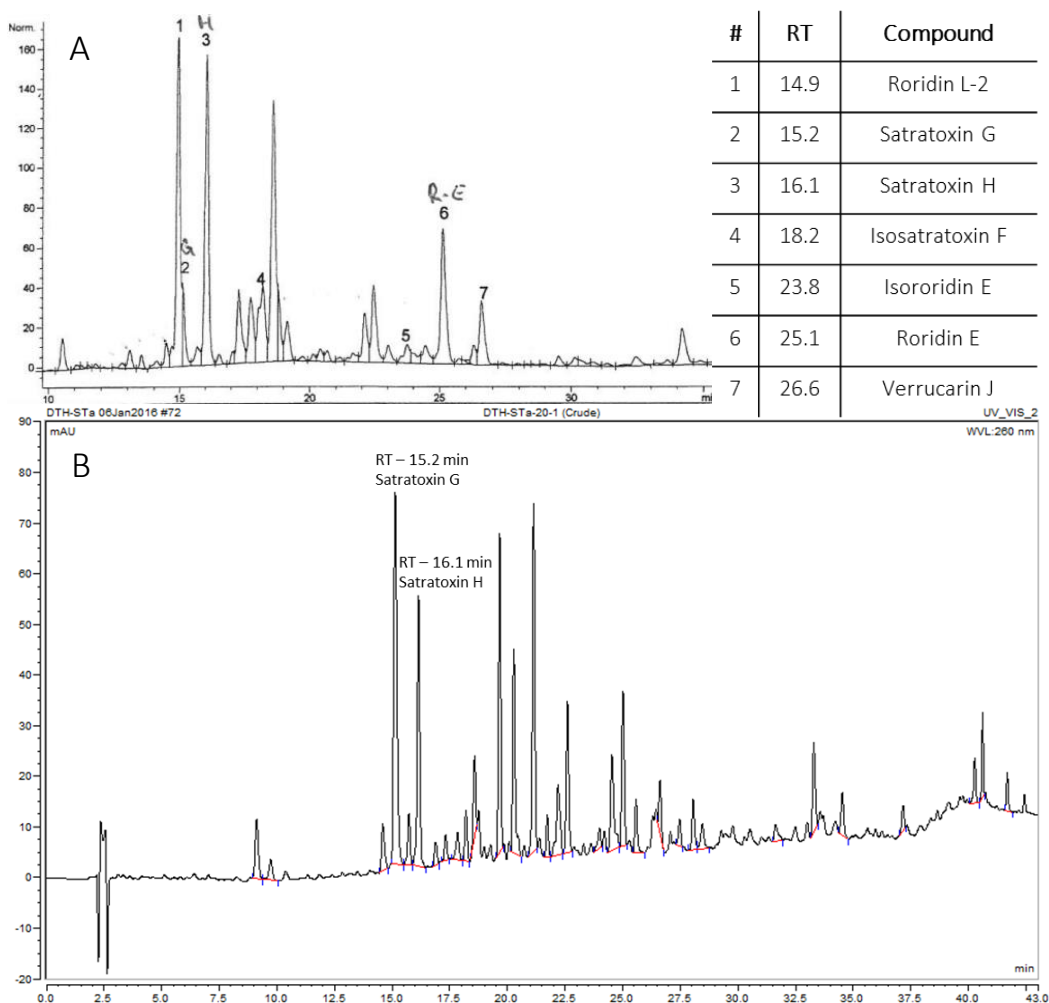 Norm.
A
160
140
120
100
80
60
40
20
0
1
H
3
G
2
4
5
R-E
6
7
10 15 20 25 30 mi
# RT Compound
1 14.9 Roridin L-2
2 15.2 Satratoxin G
3 16.1 Satratoxin H
4 18.2 Isosatratoxin F
5 23.8 Isororidin E
6 25.1 Roridin E
7 26.6 Verrucarin J
DTH-STa 06Jan2016 #72 DTH-STa-20-1 (Crude) UV_VIS_2
mAU WVL:260 nm
B
90
80
70
60
50
40
30
20
10
0
-10
-20
RT – 15.2 min
Satratoxin G
RT – 16.1 min
Satratoxin H
min
0.0 2.5 5.0 7.5 10.0 12.5 15.0 17.5 20.0 22.5 25.0 27.5 30.0 32.5 35.0 37.5 40.0 43.0